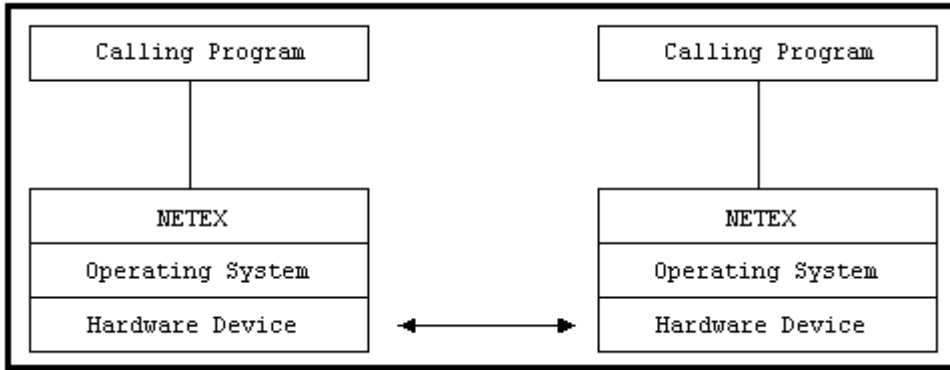 Calling Program
Calling Program
NETEX
NETEX
Operating System
Operating System
Hardware Device
Hardware Device